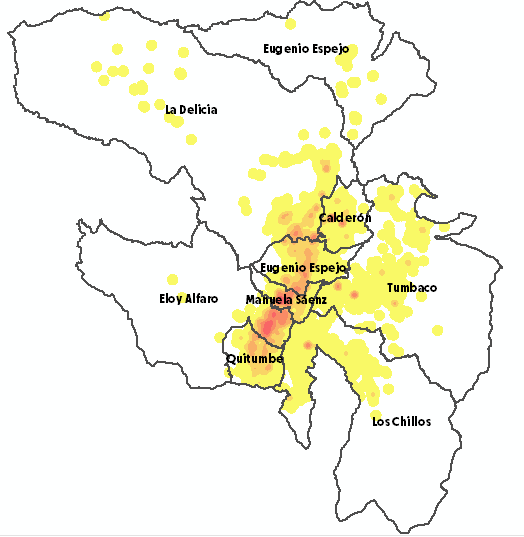 Eugenio Espejo
La Delicia
Calderón
Eugenio Espejo
Tumbaco
Eloy Alfaro
Manuela Sáenz
Quitumbe
Los Chillos